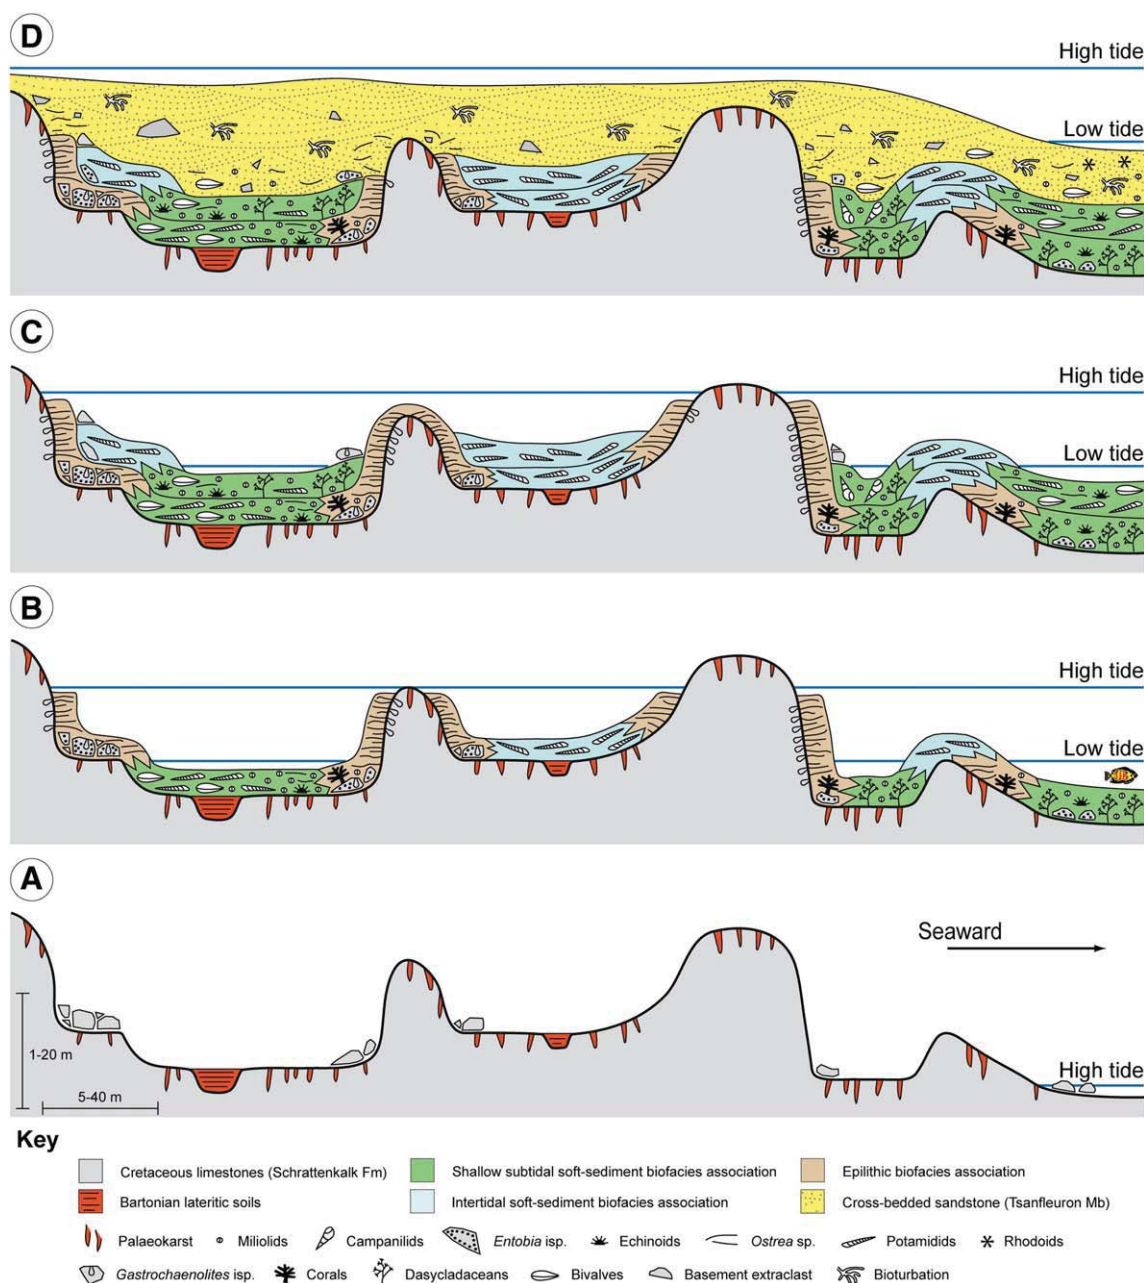 D
High tide
Low tide
C
High tide
Low tide
B
High tide
Low tide
A
Seaward
1-20 m
High tide
5-40 m
Key
Cretaceous limestones (Schrattenkalk Fm)
Shallow subtidal soft-sediment biofacies association
Epilithic biofacies association
Bartonian lateritic soils
Intertidal soft-sediment biofacies association
Cross-bedded sandstone (Tsanfleuron Mb)
Palaeokarst
Miliolids
Campanilids
Entobia isp.
Echinoids
Ostrea sp.
Potamidids
Rhodoids
Gastrochaenolites isp.
Corals
Dasycladaceans
Bivalves
Basement extraclast
Bioturbation